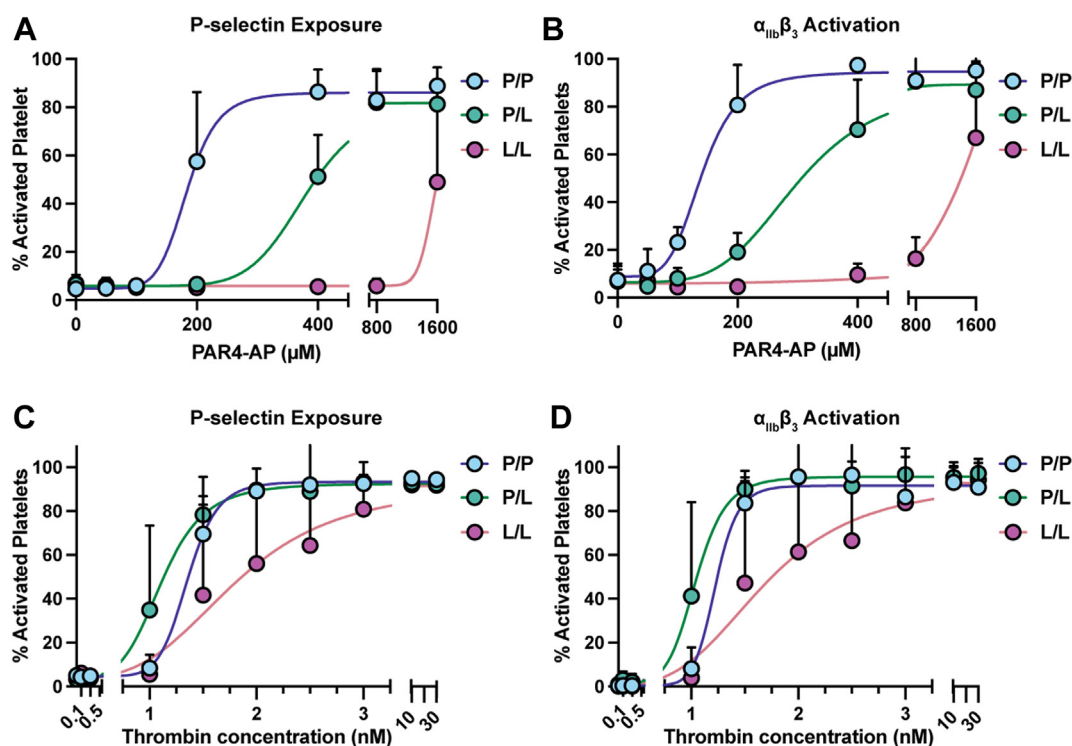 A
P-selectin Exposure
% Activated Platelet
100
80
60
40
20
0
0
200
400
800
1600
PAR4-AP (µM)
P/P
P/L
L/L
B
αIIbβ3 Activation
% Activated Platelets
100
80
60
40
20
0
0
200
400
800
1600
PAR4-AP (µM)
P/P
P/L
L/L
C
P-selectin Exposure
% Activated Platelets
100
80
60
40
20
0
0.1
0.5
1
2
3
10
30
Thrombin concentration (nM)
P/P
P/L
L/L
D
αIIbβ3 Activation
% Activated Platelets
100
80
60
40
20
0
0.1
0.5
1
2
3
10
30
Thrombin concentration (nM)
P/P
P/L
L/L